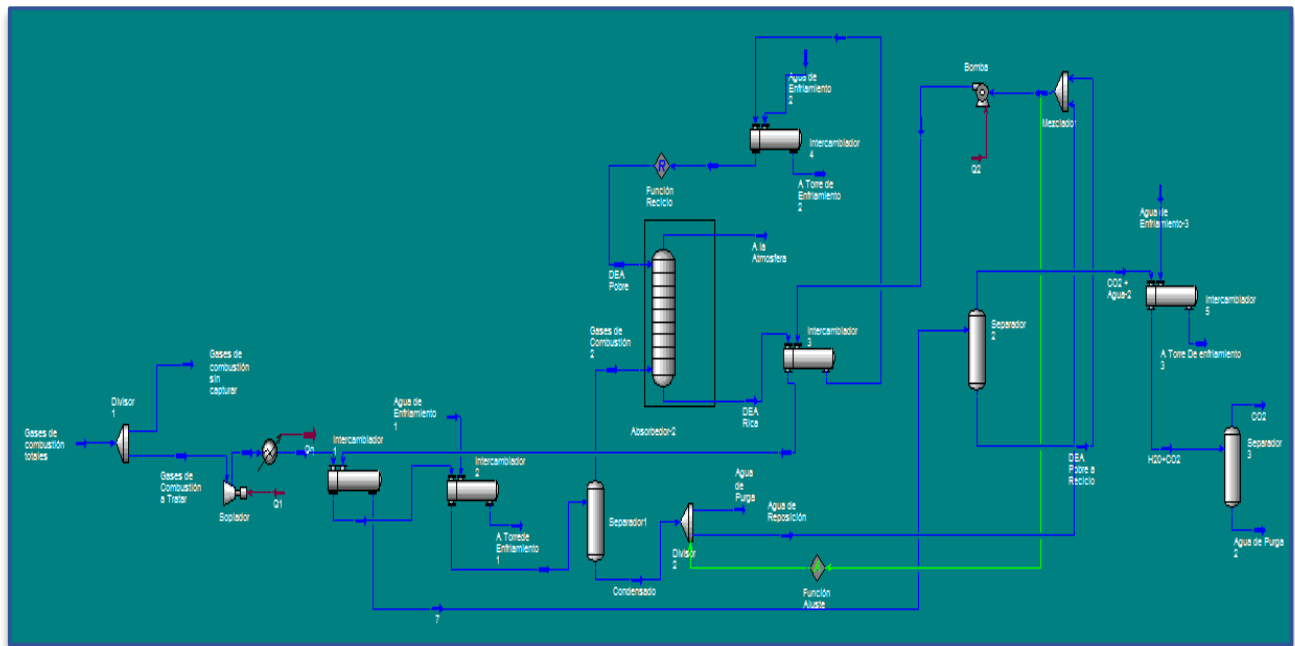 Bomba
Agua de
Enfriamiento
2
Mezclador
Intercambiador
4
Q2
A Torre de
Enfriamiento
2
R
Función
Reciclo
Agua de
Enfriamiento-3
A la
Atmosfera
DEA
Pobre
CO2 +
Agua-2
Intercambiador
5
Separador
2
Gases de
Combustión
2
Intercambiador
3
A Torre De enfriamiento
3
Gases de
combustión
sin
capturar
Divisor
1
Agua de
Enfriamiento
1
DEA
Rica
CO2
Absorbedor-2
Gases de
combustión
totales
Intercambiador
1
Separador
3
DEA
Pobre a
Reciclo
H20+CO2
Intercambiador
2
Gases de
Combustión
a Tratar
Agua
de
Purga
Agua de
Reposición
Q1
Soplador
Separador1
A Torrede
Enfriamiento
1
Divisor
2
Agua de Purga
2
A
Condensado
Función
Ajuste
7